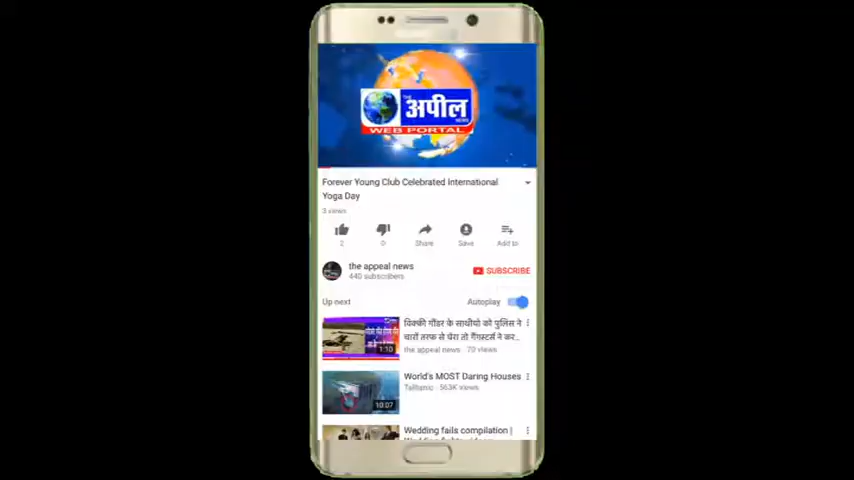 THE
अपील
NEWS
WEB PORTAL
Forever Young Club Celebrated International
Yoga Day
3 views
2
0
Share
Save
Add to
the appeal news
440 subscribers
SUBSCRIBE
Up next
Autoplay
विक्की गौंडर के साथीयो को पुलिस ने
चारों तरफ से घेरा तो गैंगस्टर्स ने कर...
the appeal news · 70 views
1:10
World's MOST Daring Houses
563K views
10:07
Wedding fails compilation |